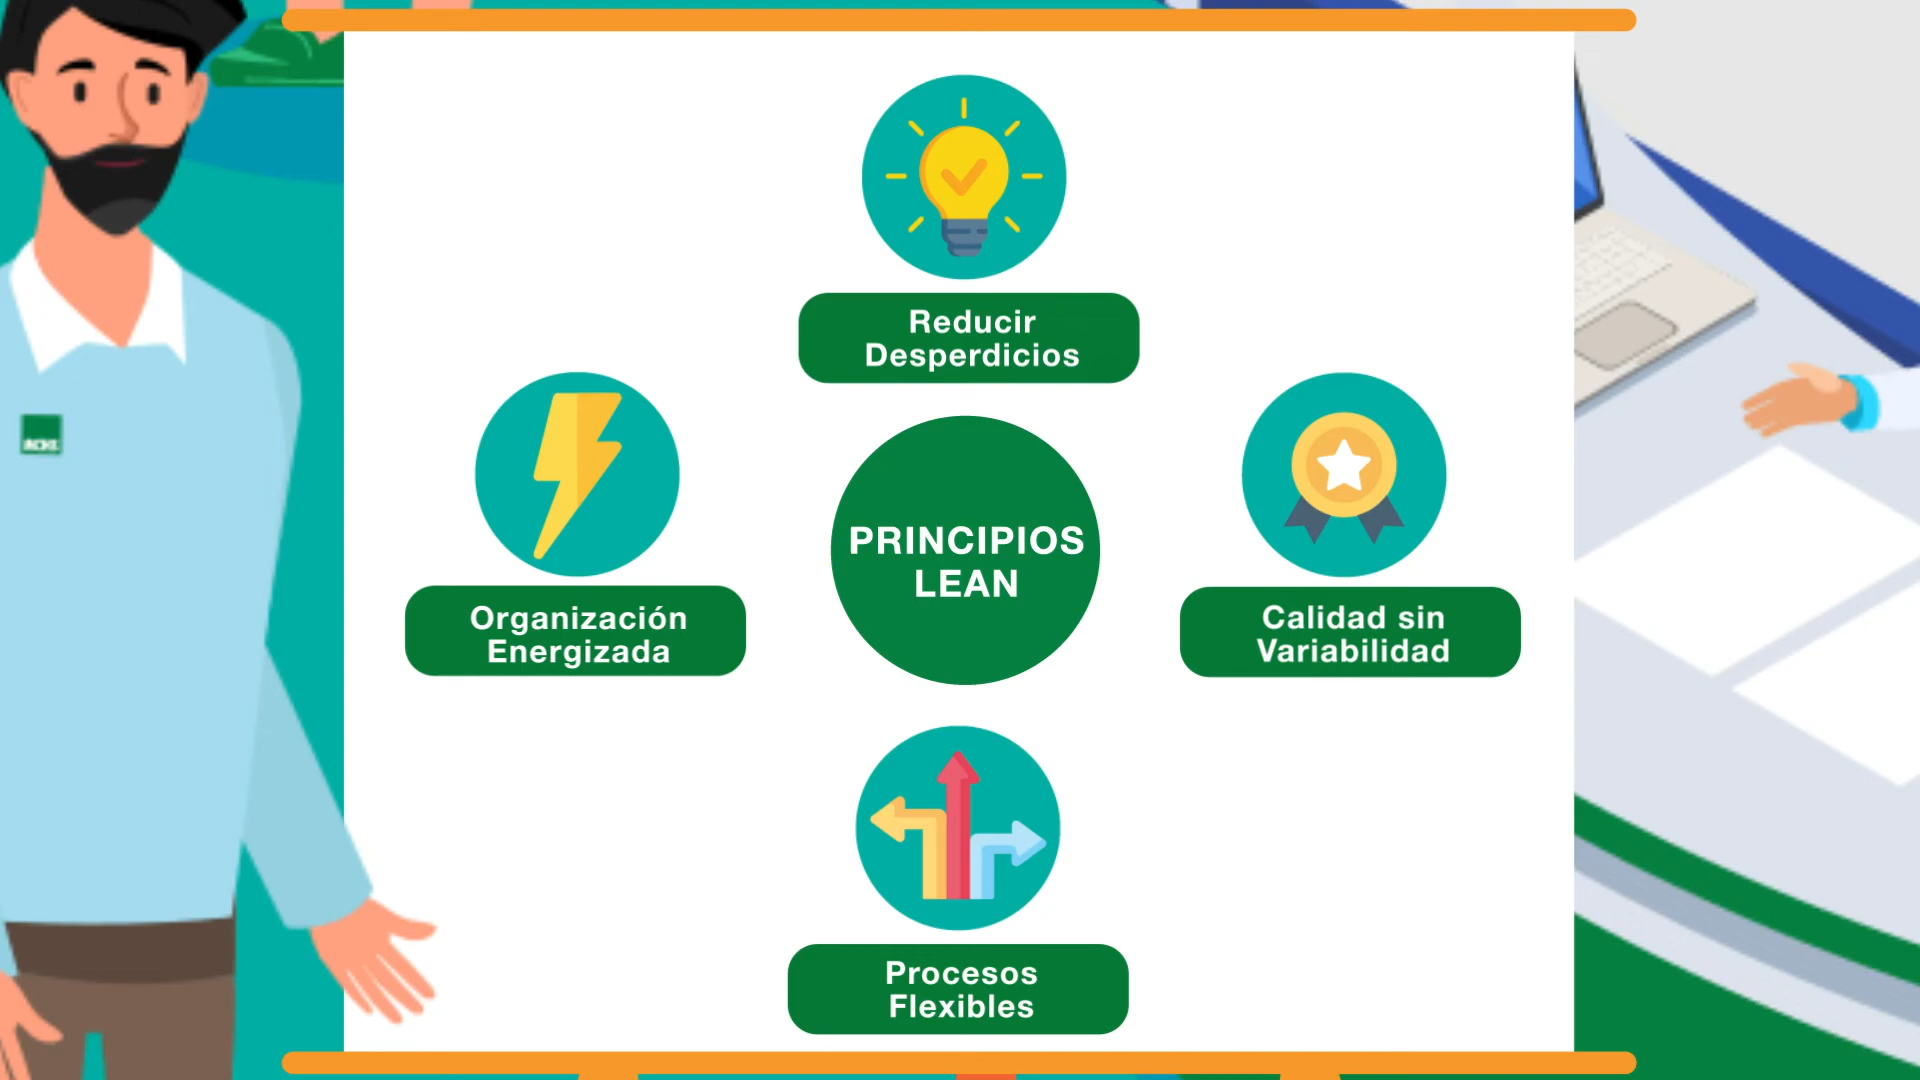 Reducir
Desperdicios
Organización
Energizada
PRINCIPIOS
LEAN
Calidad sin
Variabilidad
Procesos
Flexibles